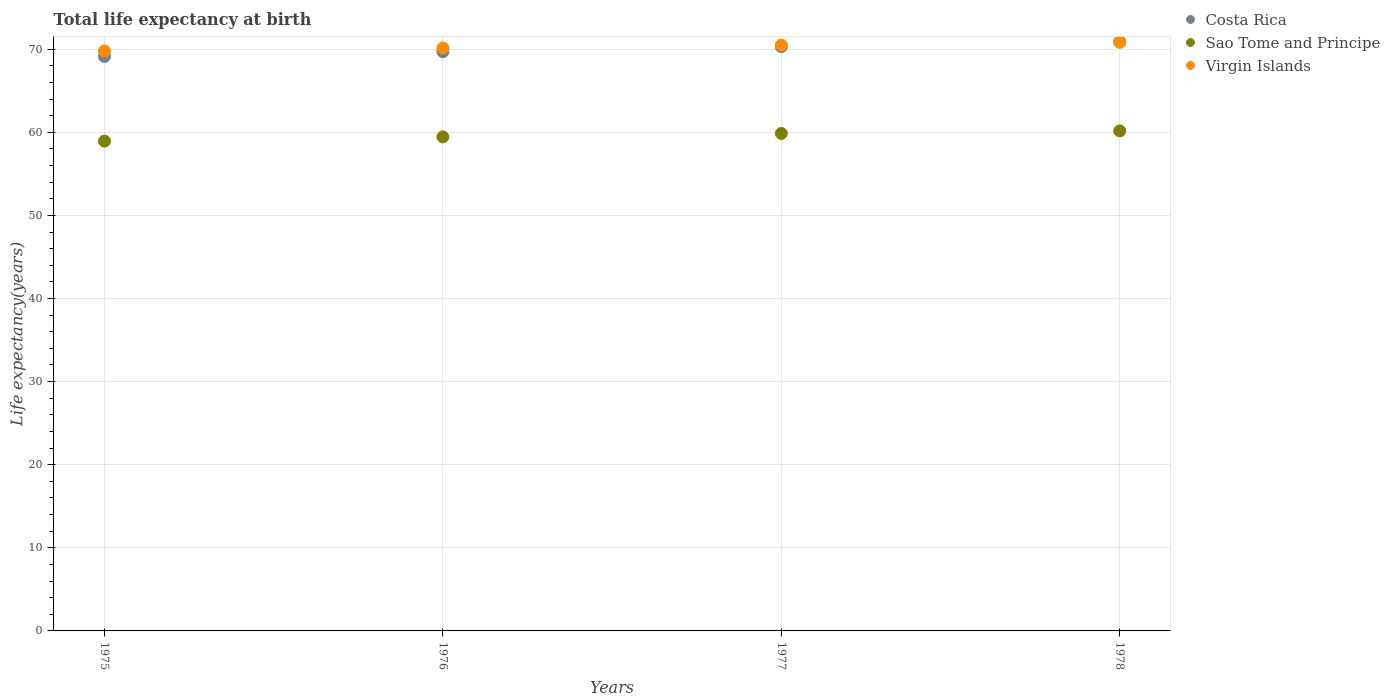 Total life expectancy at birth
Costa Rica
Sao Tome and Principe
Virgin Islands
Life expectancy(years)
70
60
50
40
30
20
10
0
1975
1976
1977
1978
Years